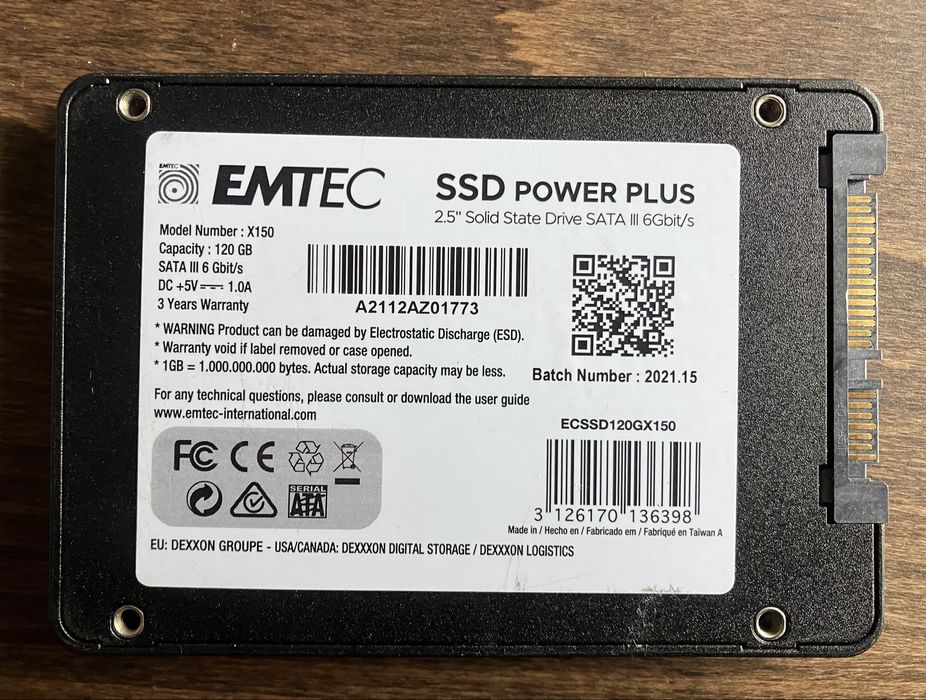 EMTEC
EMTEC
SSD POWER PLUS
2.5" Solid State Drive SATA III 6Gbit/s
Model Number : X150
Capacity : 120 GB
SATA III 6 Gbit/s
DC +5V⎓ 1.0A
3 Years Warranty
A2112AZ01773
* WARNING Product can be damaged by Electrostatic Discharge (ESD).
* Warranty void if label removed or case opened.
* 1GB = 1.000.000.000 bytes. Actual storage capacity may be less.
Batch Number : 2021.15
For any technical questions, please consult or download the user guide
www.emtec-international.com
ECSSD120GX150
FC CE
SERIAL
ATA
3 126170 136398
Made in / Hecho en / Fabricado em / Fabriqué en Taïwan A
EU: DEXXON GROUPE - USA/CANADA: DEXXXON DIGITAL STORAGE / DEXXXON LOGISTICS